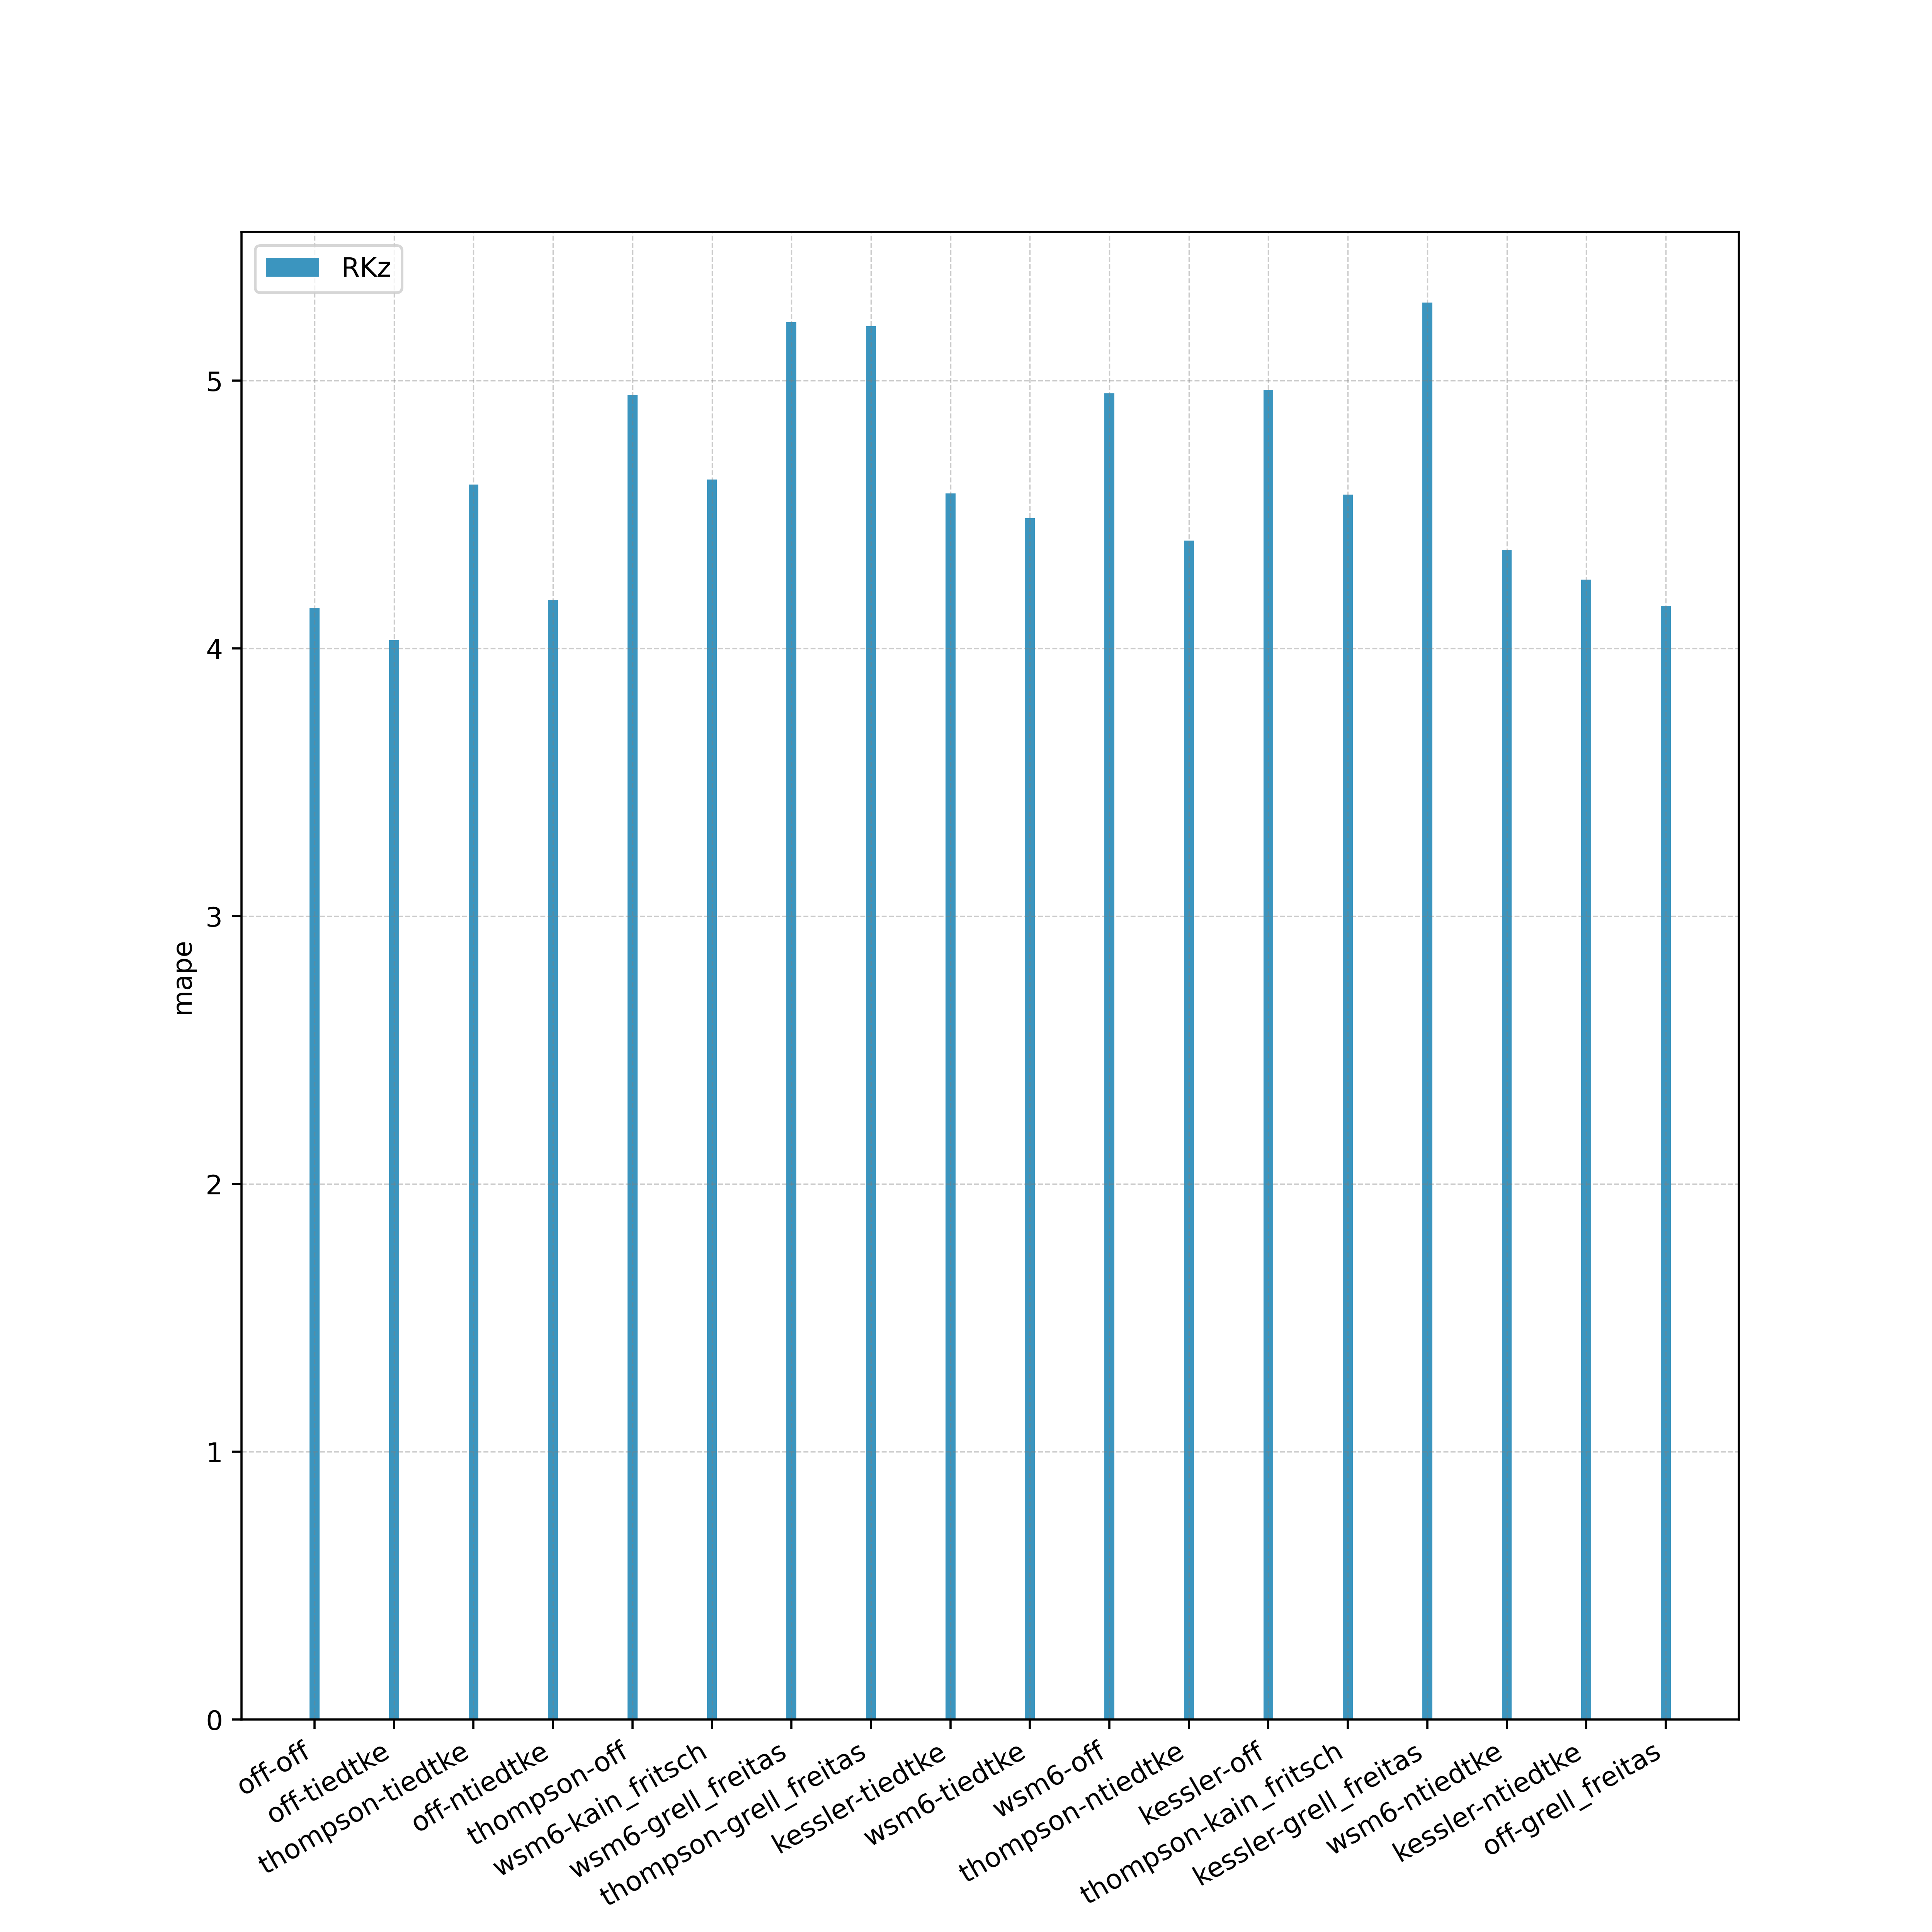 RKz
mape
5
4
3
2
1
0
off-off
off-tiedtke
thompson-tiedtke
off-ntiedtke
thompson-off
wsm6-kain_fritsch
wsm6-grell_freitas
thompson-grell_freitas
kessler-tiedtke
wsm6-tiedtke
wsm6-off
thompson-ntiedtke
kessler-off
thompson-kain_fritsch
kessler-grell_freitas
wsm6-ntiedtke
kessler-ntiedtke
off-grell_freitas